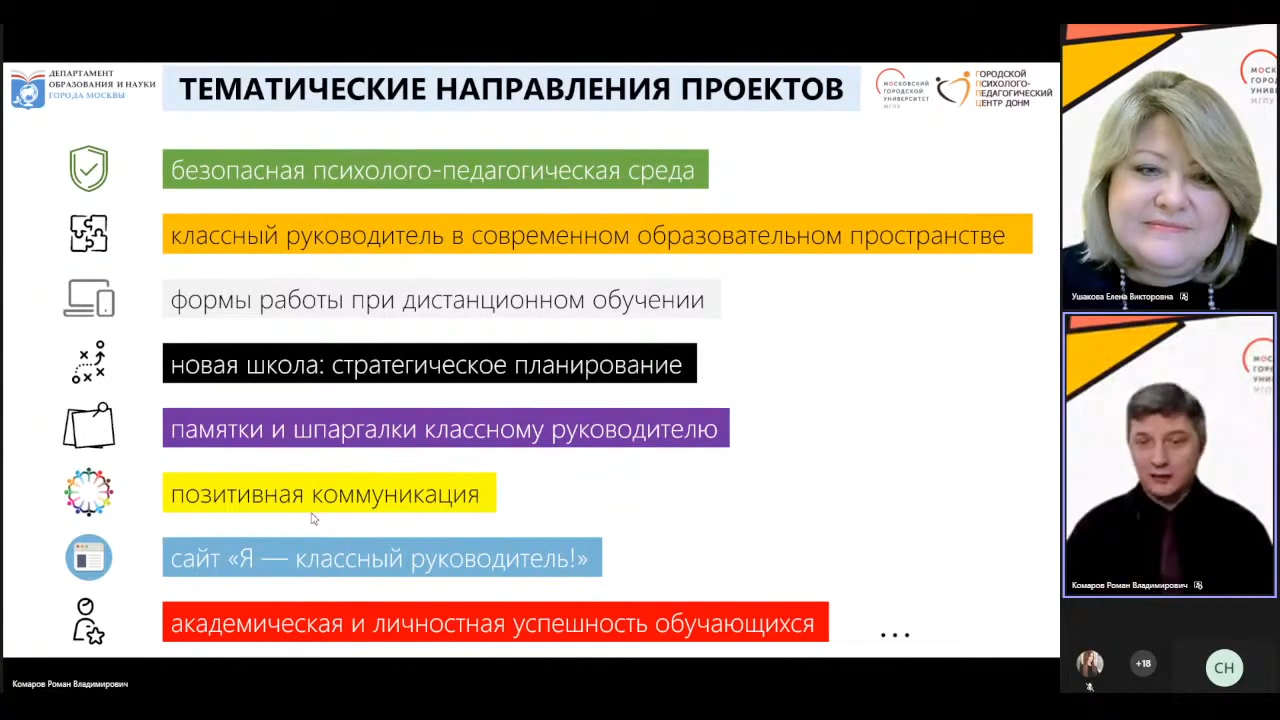 ДЕПАРТАМЕНТ
ОБРАЗОВАНИЯ И НАУКИ
ГОРОДА МОСКВЫ
ТЕМАТИЧЕСКИЕ НАПРАВЛЕНИЯ ПРОЕКТОВ
МОСКОВСКИЙ
ГОРОДСКОЙ
УНИВЕРСИТЕТ
МГПУ
ГОРОДСКОЙ
ПСИХОЛОГО-
ПЕДАГОГИЧЕСКИЙ
ЦЕНТР ДОНМ
безопасная психолого-педагогическая среда
классный руководитель в современном образовательном пространстве
формы работы при дистанционном обучении
новая школа: стратегическое планирование
памятки и шпаргалки классному руководителю
позитивная коммуникация
сайт «Я — классный руководитель!»
академическая и личностная успешность обучающихся
...
Комаров Роман Владимирович
Ушакова Елена Викторовна
Комаров Роман Владимирович
+18
СН